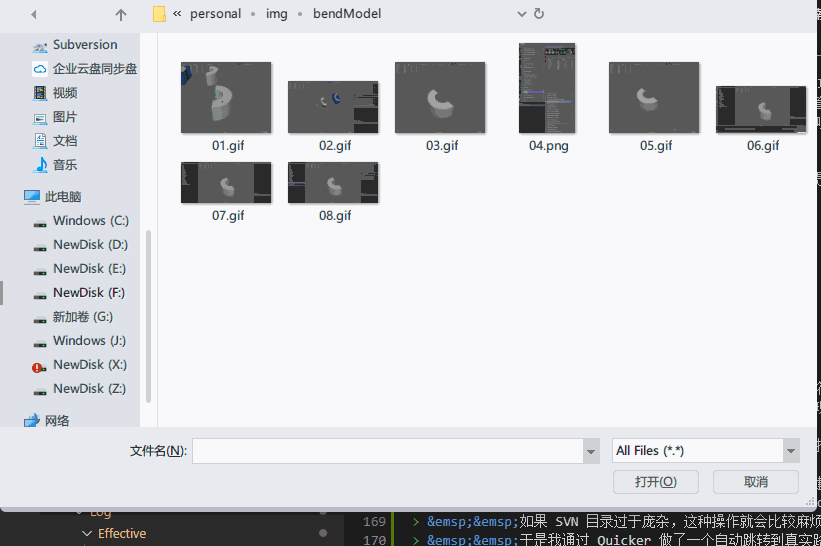 « personal • img • bendModel
Subversion
企业云盘同步盘
视频
图片
文档
音乐
此电脑
Windows (C:)
NewDisk (D:)
NewDisk (E:)
NewDisk (F:)
新加卷 (G:)
Windows (J:)
NewDisk (X:)
NewDisk (Z:)
网络
01.gif
02.gif
03.gif
04.png
05.gif
06.gif
07.gif
08.gif
文件名(N):
All Files (*.*)
打开(O)
取消
Log
Effective
169 > &emsp;&emsp;如果 SVN 目录过于庞杂，这种操作就会比较麻烦
170 > &emsp;&emsp;于是我通过 Quicker 做了一个自动跳转到真实路